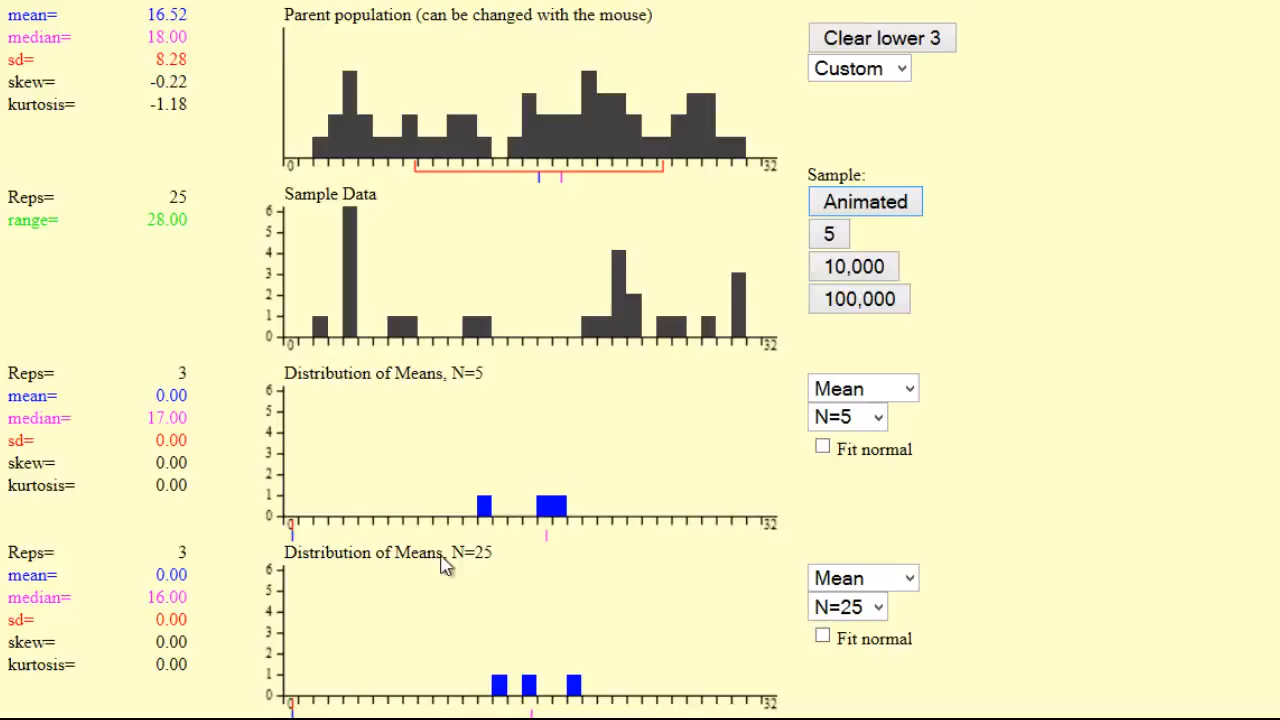 mean= 16.52
median= 18.00
sd= 8.28
skew= -0.22
kurtosis= -1.18
Parent population (can be changed with the mouse)
0 32
Clear lower 3
Custom
Reps= 25
range= 28.00
Sample Data
6
5
4
3
2
1
0
0 32
Sample:
Animated
5
10,000
100,000
Reps= 3
mean= 0.00
median= 17.00
sd= 0.00
skew= 0.00
kurtosis= 0.00
Distribution of Means, N=5
6
5
4
3
2
1
0
0 32
Mean
N=5
Fit normal
Reps= 3
mean= 0.00
median= 16.00
sd= 0.00
skew= 0.00
kurtosis= 0.00
Distribution of Means, N=25
6
5
4
3
2
1
0
0 32
Mean
N=25
Fit normal